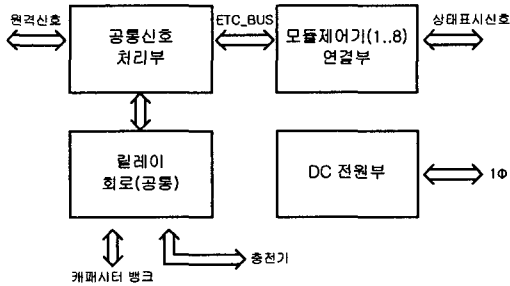 원격신호
공통신호
처리부
ETC_BUS
모듈제어기(1..8)
연결부
상태표시신호
릴레이
회로(공통)
DC 전원부
1Φ
캐패시터 뱅크
충전기